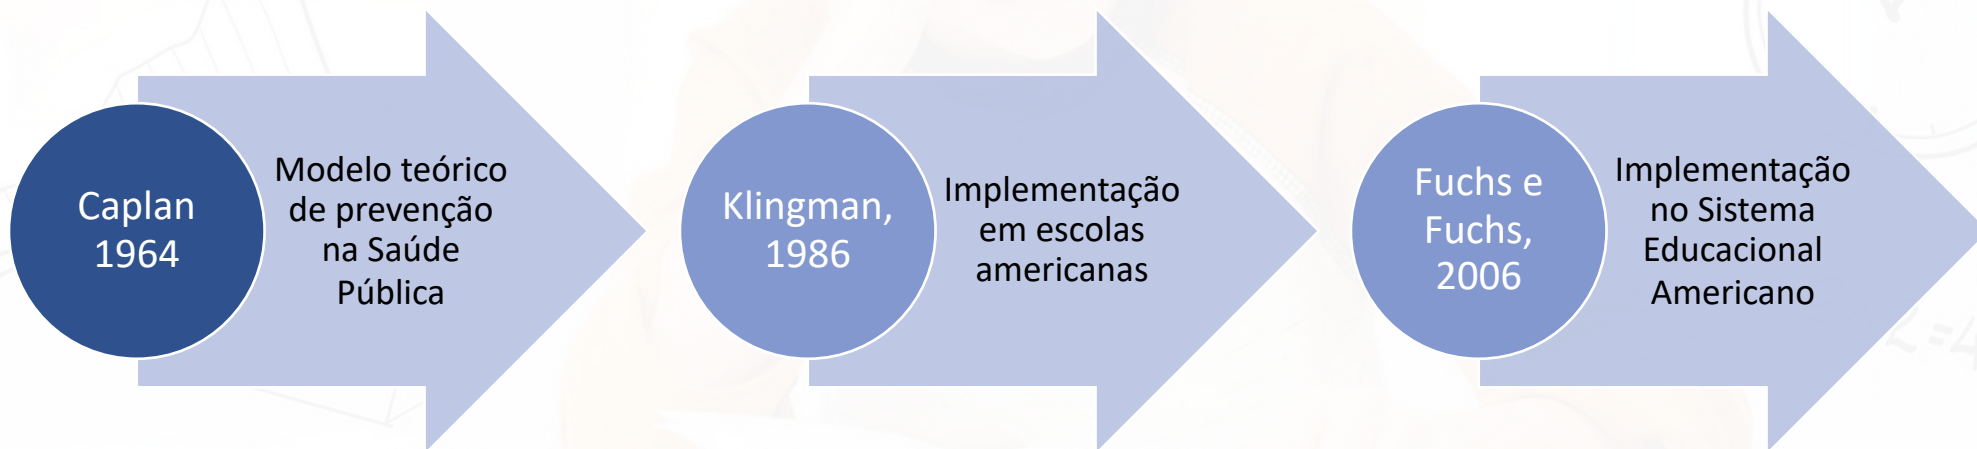 Caplan
1964
Modelo teórico
de prevenção
na Saúde
Pública
Klingman,
1986
Implementação
em escolas
americanas
Fuchs e
Fuchs,
2006
Implementação
no Sistema
Educacional
Americano